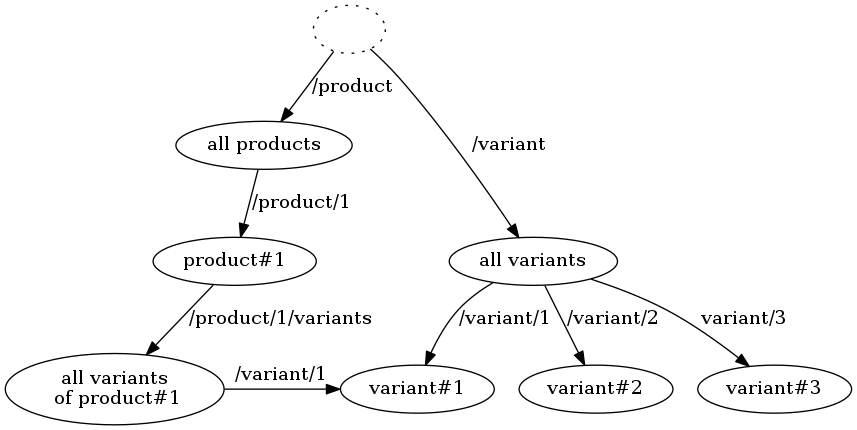 /product
all products
/variant
/product/1
product#1
all variants
/product/1/variants
/variant/1
/variant/2
variant/3
all variants
of product#1
/variant/1
variant#1
variant#2
variant#3